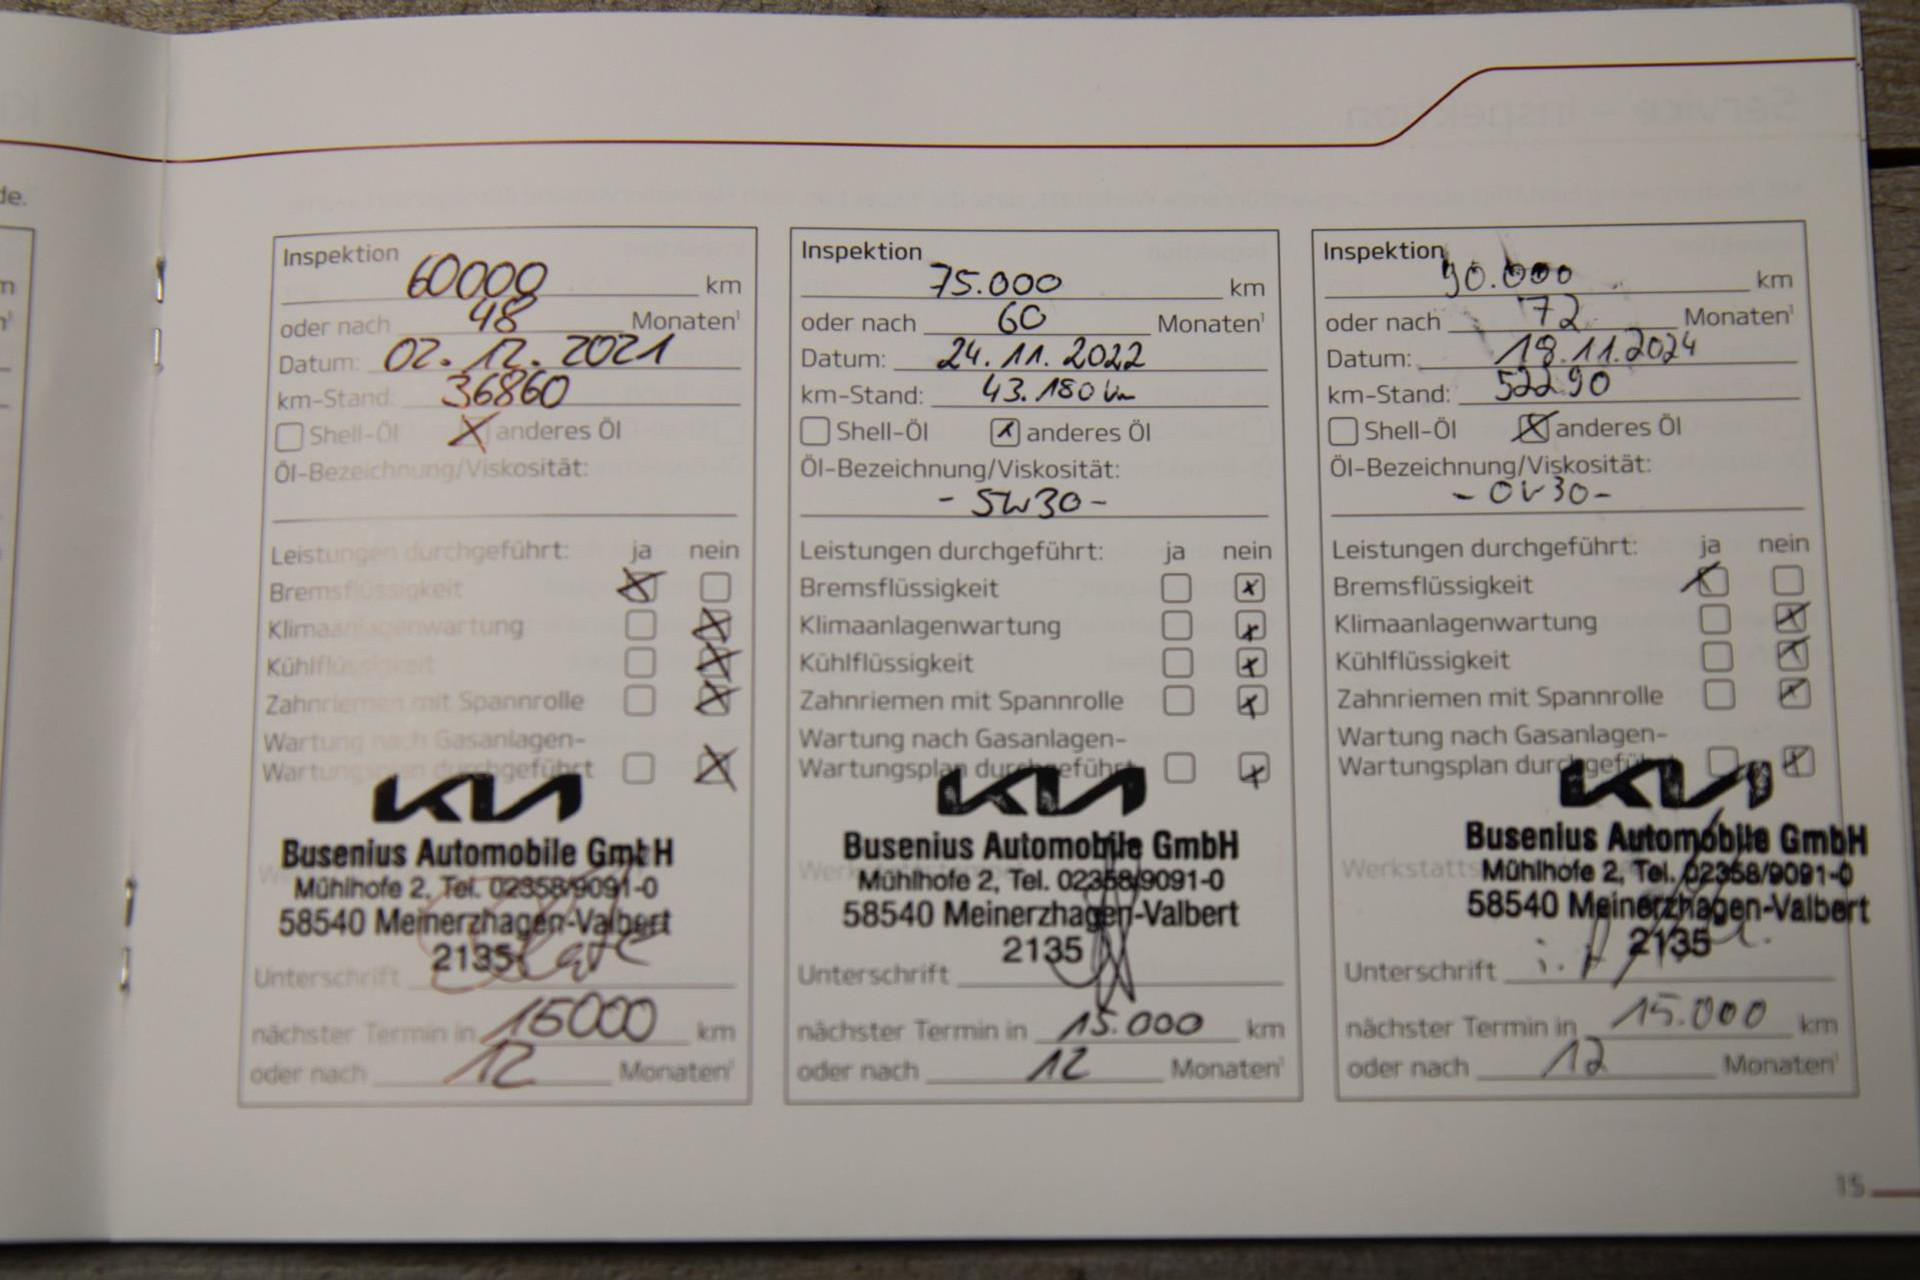 de.
Inspektion
60000 km
oder nach 48 Monaten¹
Datum: 02.12.2021
km-Stand: 36860
Shell-Öl anderes Öl
Öl-Bezeichnung/Viskosität:
Leistungen durchgeführt: ja nein
Bremsflüssigkeit
Klimaanlagenwartung
Kühlflüssigkeit
Zahnriemen mit Spannrolle
Wartung nach Gasanlagen-
Wartungsplan durchgeführt
KIA
Busenius Automobile GmbH
Mühlhofe 2, Tel. 02358/9091-0
58540 Meinerzhagen-Valbert
2135
Unterschrift
nächster Termin in 15000 km
oder nach 12 Monaten¹
Inspektion
75.000 km
oder nach 60 Monaten¹
Datum: 24.11.2022
km-Stand: 43.180 km
Shell-Öl anderes Öl
Öl-Bezeichnung/Viskosität:
- 5W30 -
Leistungen durchgeführt: ja nein
Bremsflüssigkeit
Klimaanlagenwartung
Kühlflüssigkeit
Zahnriemen mit Spannrolle
Wartung nach Gasanlagen-
Wartungsplan durchgeführt
KIA
Busenius Automobile GmbH
Mühlhofe 2, Tel. 02358/9091-0
58540 Meinerzhagen-Valbert
2135
Unterschrift
nächster Termin in 15.000 km
oder nach 12 Monaten¹
Inspektion
90.000 km
oder nach 72 Monaten¹
Datum: 18.11.2024
km-Stand: 52290
Shell-Öl anderes Öl
Öl-Bezeichnung/Viskosität:
- 0W30 -
Leistungen durchgeführt: ja nein
Bremsflüssigkeit
Klimaanlagenwartung
Kühlflüssigkeit
Zahnriemen mit Spannrolle
Wartung nach Gasanlagen-
Wartungsplan durchgeführt
KIA
Busenius Automobile GmbH
Mühlhofe 2, Tel. 02358/9091-0
58540 Meinerzhagen-Valbert
2135
Unterschrift i.A.
nächster Termin in 15.000 km
oder nach 12 Monaten¹
15